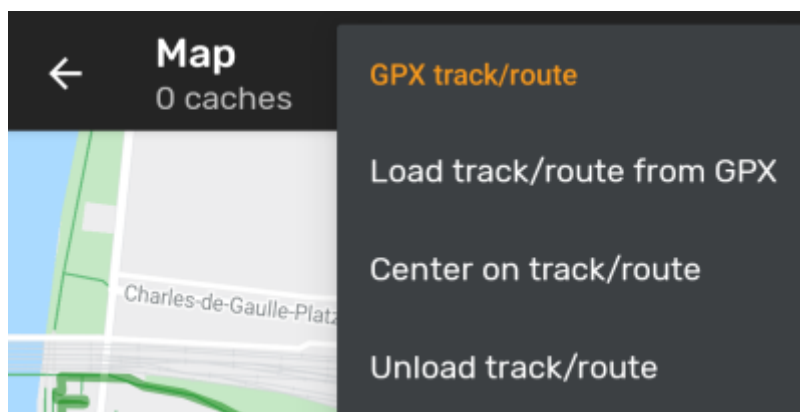 Map
0 caches
GPX track/route
Load track/route from GPX
Center on track/route
Unload track/route
Charles-de-Gaulle-Platz